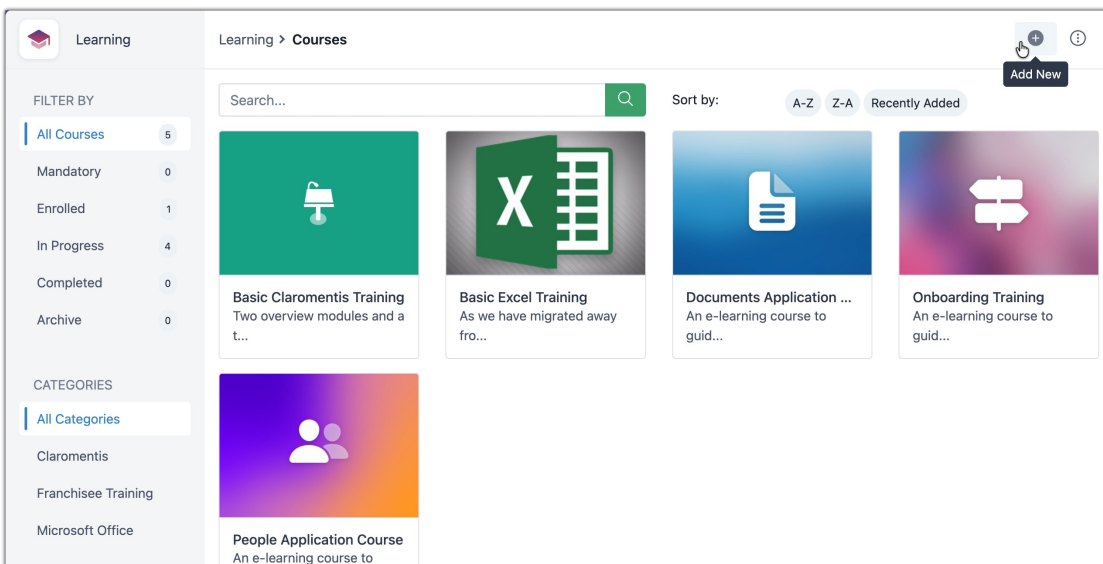 Learning
Learning > Courses
Add New
FILTER BY
All Courses 5
Mandatory 0
Enrolled 1
In Progress 4
Completed 0
Archive 0
CATEGORIES
All Categories
Claromentis
Franchisee Training
Microsoft Office
Search...
Sort by:
A-Z Z-A Recently Added
Basic Claromentis Training
Two overview modules and a
t...
X
Basic Excel Training
As we have migrated away
fro...
Documents Application ...
An e-learning course to
guid...
Onboarding Training
An e-learning course to
guid...
People Application Course
An e-learning course to